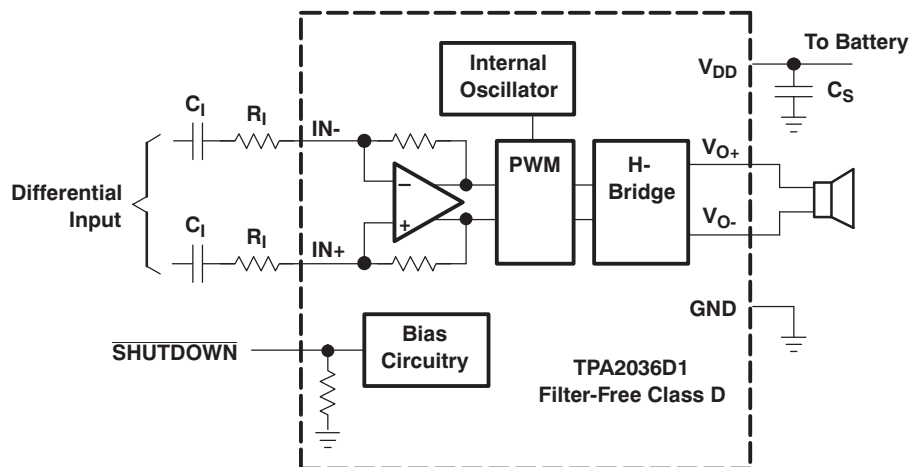 To Battery
Internal
Oscillator
VDD
CS
CI
RI
IN-
VO+
PWM
H-
Bridge
Differential
Input
−
+
CI
RI
IN+
VO-
GND
SHUTDOWN
Bias
Circuitry
TPA2036D1
Filter-Free Class D